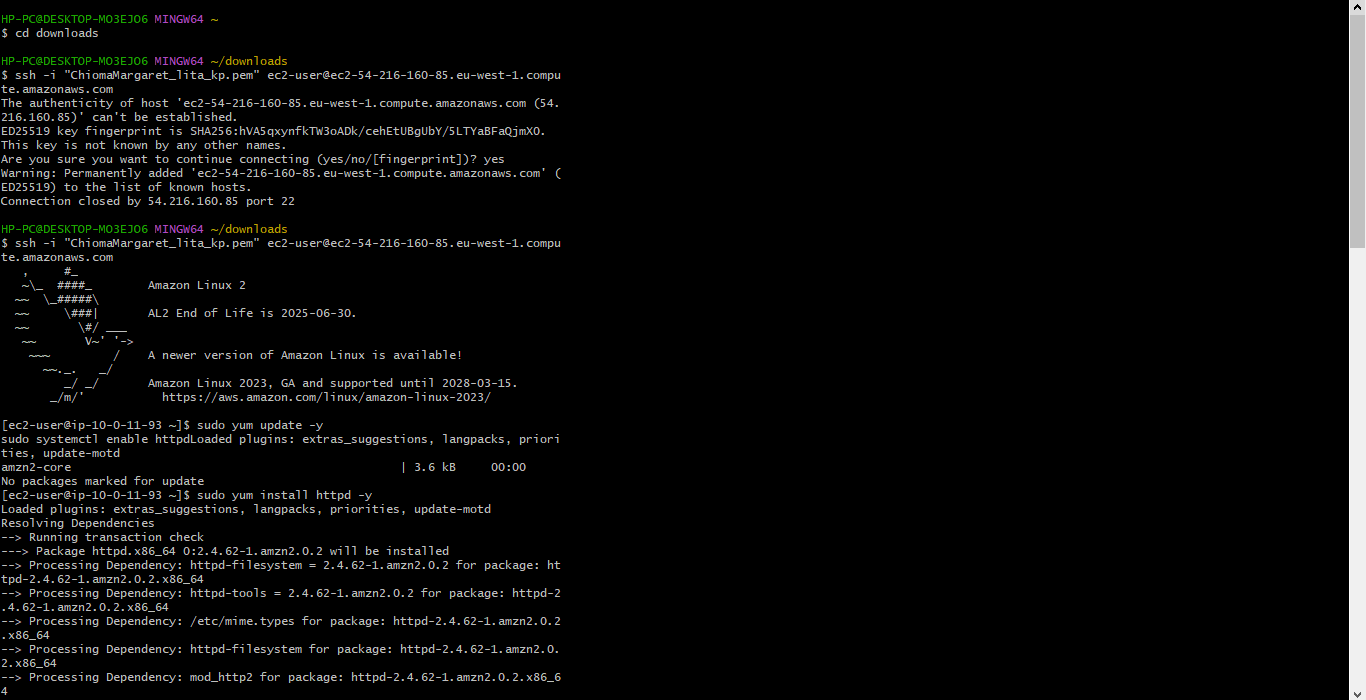 HP-PC@DESKTOP-MO3EJO6 MINGW64 ~
$ cd downloads

HP-PC@DESKTOP-MO3EJO6 MINGW64 ~/downloads
$ ssh -i "ChiomaMargaret_lita_kp.pem" ec2-user@ec2-54-216-160-85.eu-west-1.compu
te.amazonaws.com
The authenticity of host 'ec2-54-216-160-85.eu-west-1.compute.amazonaws.com (54.
216.160.85)' can't be established.
ED25519 key fingerprint is SHA256:hVA5qxynfkTW3oADk/cehEtUBgUbY/5LTYaBFaQjmXO.
This key is not known by any other names.
Are you sure you want to continue connecting (yes/no/[fingerprint])? yes
Warning: Permanently added 'ec2-54-216-160-85.eu-west-1.compute.amazonaws.com' (
ED25519) to the list of known hosts.
Connection closed by 54.216.160.85 port 22

HP-PC@DESKTOP-MO3EJO6 MINGW64 ~/downloads
$ ssh -i "ChiomaMargaret_lita_kp.pem" ec2-user@ec2-54-216-160-85.eu-west-1.compu
te.amazonaws.com
   ,     #_
   ~\_  ####_        Amazon Linux 2
  ~~  \_#####\
  ~~     \###|       AL2 End of Life is 2025-06-30.
  ~~       \#/ ___
   ~~       V~' '->
    ~~~         /    A newer version of Amazon Linux is available!
      ~~._.   _/
         _/ _/       Amazon Linux 2023, GA and supported until 2028-03-15.
       _/m/'           https://aws.amazon.com/linux/amazon-linux-2023/

[ec2-user@ip-10-0-11-93 ~]$ sudo yum update -y
sudo systemctl enable httpdLoaded plugins: extras_suggestions, langpacks, priori
ties, update-motd
amzn2-core                                               | 3.6 kB     00:00
No packages marked for update
[ec2-user@ip-10-0-11-93 ~]$ sudo yum install httpd -y
Loaded plugins: extras_suggestions, langpacks, priorities, update-motd
Resolving Dependencies
--> Running transaction check
---> Package httpd.x86_64 0:2.4.62-1.amzn2.0.2 will be installed
--> Processing Dependency: httpd-filesystem = 2.4.62-1.amzn2.0.2 for package: ht
tpd-2.4.62-1.amzn2.0.2.x86_64
--> Processing Dependency: httpd-tools = 2.4.62-1.amzn2.0.2 for package: httpd-2
.4.62-1.amzn2.0.2.x86_64
--> Processing Dependency: /etc/mime.types for package: httpd-2.4.62-1.amzn2.0.2
.x86_64
--> Processing Dependency: httpd-filesystem for package: httpd-2.4.62-1.amzn2.0.
2.x86_64
--> Processing Dependency: mod_http2 for package: httpd-2.4.62-1.amzn2.0.2.x86_6
4